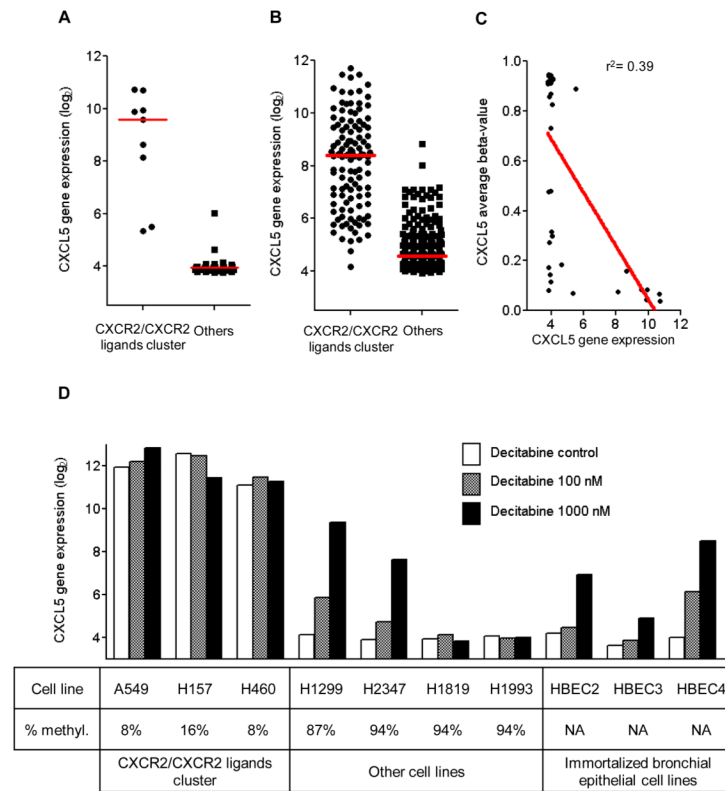 A
12
10
8
6
4
CXCL5 gene expression (log2)
CXCR2/CXCR2
ligands cluster
Others
B
12
10
8
6
4
CXCL5 gene expression (log2)
CXCR2/CXCR2
ligands cluster
Others
C
r²= 0.39
1.0
0.8
0.6
0.4
0.2
0.0
CXCL5 average beta-value
4 6 8 10 12
CXCL5 gene expression
D
12
10
8
6
4
CXCL5 gene expression (log2)
Decitabine control
Decitabine 100 nM
Decitabine 1000 nM
Cell line A549 H157 H460 H1299 H2347 H1819 H1993 HBEC2 HBEC3 HBEC4
% methyl. 8% 16% 8% 87% 94% 94% 94% NA NA NA
CXCR2/CXCR2 ligands
cluster
Other cell lines
Immortalized bronchial
epithelial cell lines